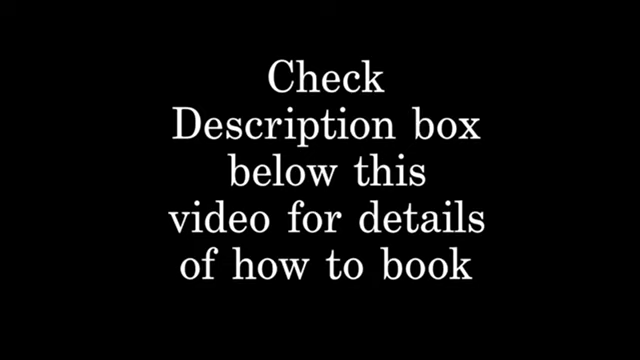 Check
Description box
below this
video for details
of how to book